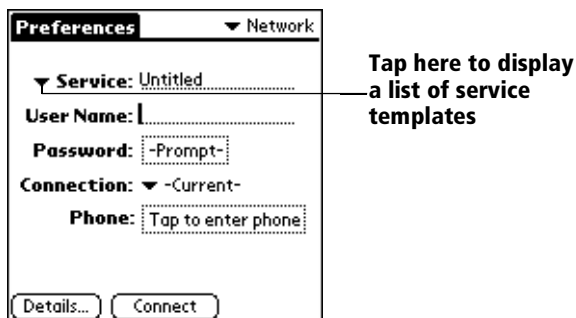 Preferences ▼ Network
▼ Service: Untitled
User Name:
Password: -Prompt-
Connection: ▼ -Current-
Phone: Tap to enter phone
Details... Connect
Tap here to display
a list of service
templates